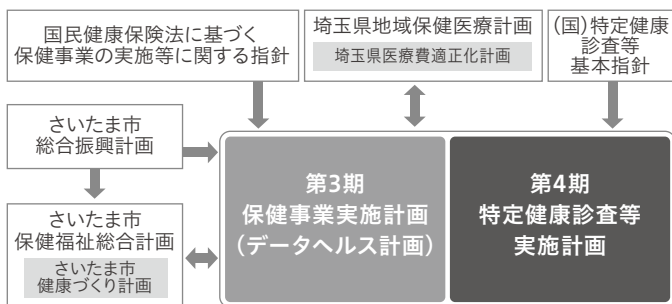 国民健康保険法に基づく
保健事業の実施等に関する指針
埼玉県地域保健医療計画
埼玉県医療費適正化計画
(国)特定健康
診査等
基本指針
さいたま市
総合振興計画
さいたま市
保健福祉総合計画
さいたま市
健康づくり計画
第3期
保健事業実施計画
(データヘルス計画)
第4期
特定健康診査等
実施計画